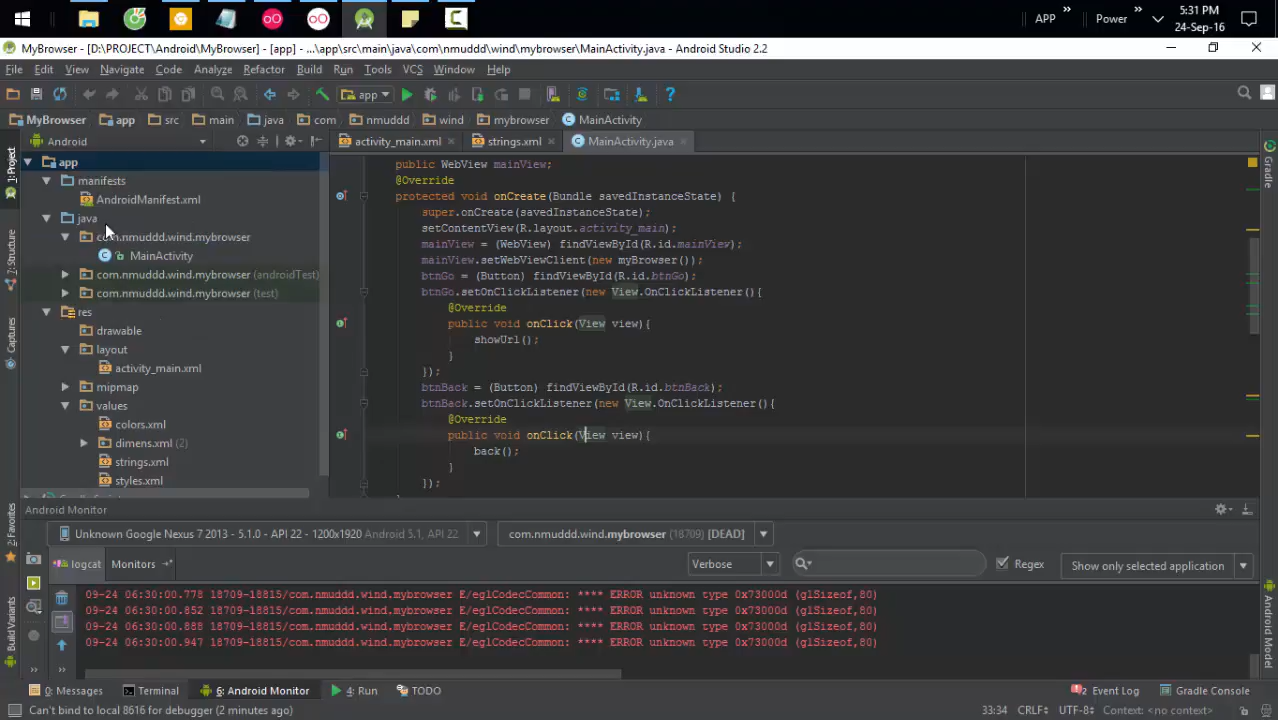 APP
Power
5:31 PM
24-Sep-16
MyBrowser - [D:\PROJECT\Android\MyBrowser] - [app] - ...\app\src\main\java\com\nmuddd\wind\mybrowser\MainActivity.java - Android Studio 2.2
File Edit View Navigate Code Analyze Refactor Build Run Tools VCS Window Help
app
MyBrowser app src main java com nmuddd wind mybrowser MainActivity
Android
activity_main.xml strings.xml MainActivity.java
1: Project
7: Structure
Captures
2: Favorites
Build Variants
app
manifests
AndroidManifest.xml
java
com.nmuddd.wind.mybrowser
MainActivity
com.nmuddd.wind.mybrowser (androidTest)
com.nmuddd.wind.mybrowser (test)
res
drawable
layout
activity_main.xml
mipmap
values
colors.xml
dimens.xml (2)
strings.xml
styles.xml
public WebView mainView;
@Override
protected void onCreate(Bundle savedInstanceState) {
super.onCreate(savedInstanceState);
setContentView(R.layout.activity_main);
mainView = (WebView) findViewById(R.id.mainView);
mainView.setWebViewClient(new myBrowser());
btnGo = (Button) findViewById(R.id.btnGo);
btnGo.setOnClickListener(new View.OnClickListener(){
@Override
public void onClick(View view){
showUrl();
}
});
btnBack = (Button) findViewById(R.id.btnBack);
btnBack.setOnClickListener(new View.OnClickListener(){
@Override
public void onClick(View view){
back();
}
});
Gradle
Android Model
Android Monitor
Unknown Google Nexus 7 2013 - 5.1.0 - API 22 - 1200x1920 Android 5.1, API 22
com.nmuddd.wind.mybrowser (18709) [DEAD]
logcat Monitors
Verbose
Regex
Show only selected application
09-24 06:30:00.778 18709-18815/com.nmuddd.wind.mybrowser E/eglCodecCommon: **** ERROR unknown type 0x73000d (glSizeof,80)
09-24 06:30:00.852 18709-18815/com.nmuddd.wind.mybrowser E/eglCodecCommon: **** ERROR unknown type 0x73000d (glSizeof,80)
09-24 06:30:00.888 18709-18815/com.nmuddd.wind.mybrowser E/eglCodecCommon: **** ERROR unknown type 0x73000d (glSizeof,80)
09-24 06:30:00.947 18709-18815/com.nmuddd.wind.mybrowser E/eglCodecCommon: **** ERROR unknown type 0x73000d (glSizeof,80)
0: Messages Terminal 6: Android Monitor 4: Run TODO 2 Event Log Gradle Console
Can't bind to local 8616 for debugger (2 minutes ago) 33:34 CRLF UTF-8 Context: <no context>